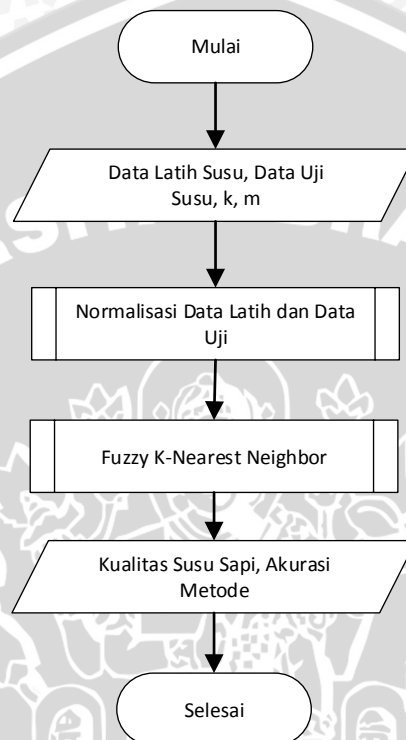 Mulai
Data Latih Susu, Data Uji
Susu, k, m
Normalisasi Data Latih dan Data
Uji
Fuzzy K-Nearest Neighbor
Kualitas Susu Sapi, Akurasi
Metode
Selesai